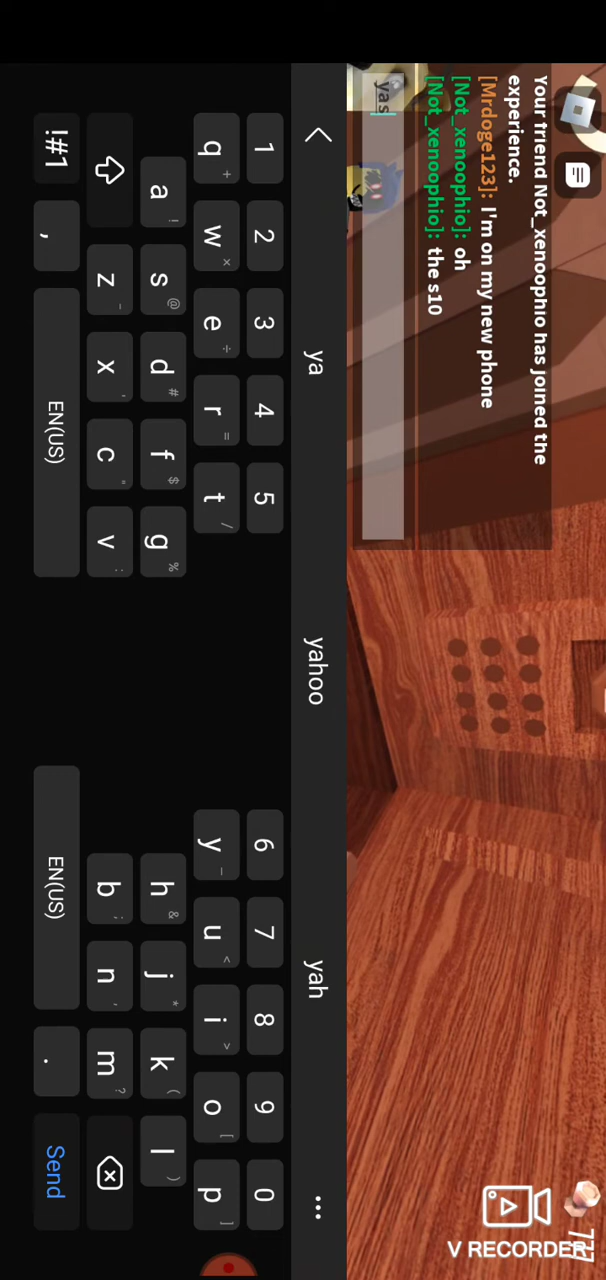 Your friend Not_xenoophio has joined the
experience.
[Mrdoge123]: I'm on my new phone
[Not_xenoophio]: oh
[Not_xenoophio]: the s10
yas
777
V RECORDER
ya yahoo yah
1 2 3 4 5 6 7 8 9 0
q + w × e ÷ r = t / y _ u < i > o [ p ]
a ! s @ d # f $ g % h & j * k ( l )
z - x ' c " v : b ; n , m ?
!#1 , EN(US) EN(US) . Send